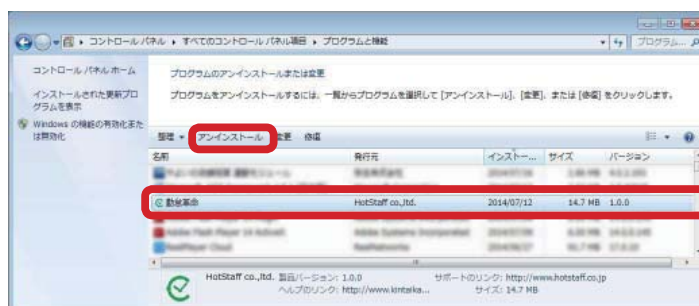 コントロール パネル ▸ すべてのコントロール パネル項目 ▸ プログラムと機能
プログラム...
コントロール パネル ホーム
インストールされた更新プログラムを表示
Windows の機能の有効化または無効化
プログラムのアンインストールまたは変更
プログラムをアンインストールするには、一覧からプログラムを選択して [アンインストール]、[変更]、または [修復] をクリックします。
整理 アンインストール 変更 修復
名前 発行元 インストー... サイズ バージョン
勤怠革命 HotStaff co.,ltd. 2014/07/12 14.7 MB 1.0.0
HotStaff co.,ltd. 製品バージョン: 1.0.0 サポートのリンク: http://www.hotstaff.co.jp
ヘルプのリンク: http://www.kintaika... サイズ: 14.7 MB